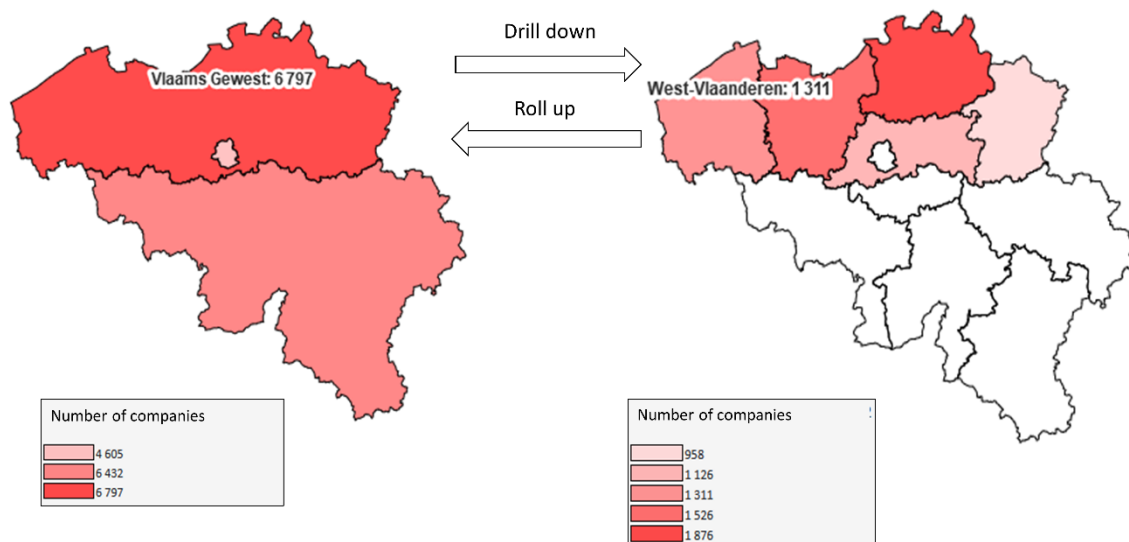 Drill down
Vlaams Gewest: 6 797
West-Vlaanderen: 1 311
Roll up
Number of companies
4 605
6 432
6 797
Number of companies
958
1 126
1 311
1 526
1 876